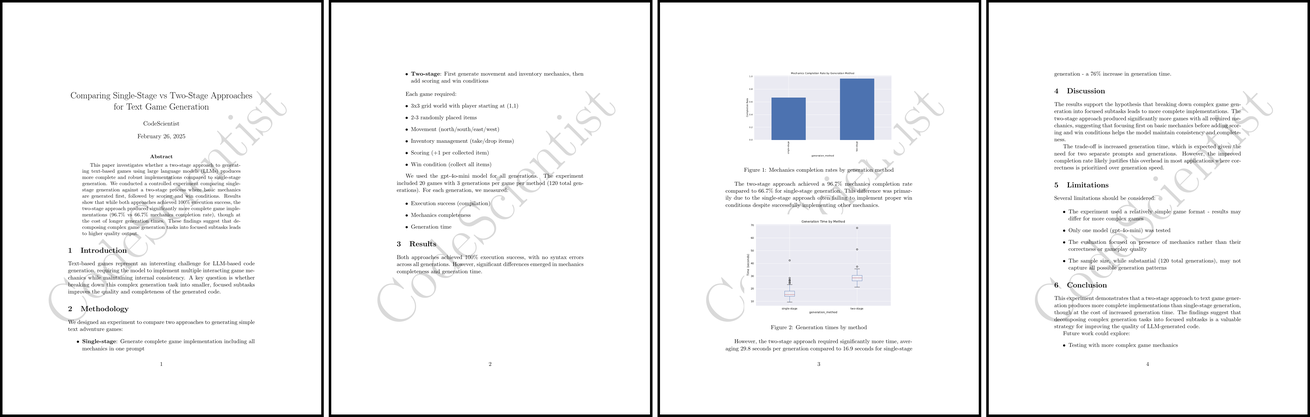 Comparing Single-Stage vs Two-Stage Approaches
for Text Game Generation
CodeScientist
February 26, 2025
Abstract
This paper investigates whether a two-stage approach to generat-
ing text-based games using large language models (LLMs) produces
more complete and robust implementations compared to single-stage
generation. We conducted a controlled experiment comparing single-
stage generation against a two-stage process where basic mechanics
are generated first, followed by scoring and win conditions. Results
show that while both approaches achieved 100% execution success, the
two-stage approach produced significantly more complete game imple-
mentations (96.7% vs 66.7% mechanics completion rate), though at
the cost of longer generation times. These findings suggest that de-
composing complex game generation tasks into focused subtasks leads
to higher quality output.
1 Introduction
Text-based games represent an interesting challenge for LLM-based code
generation, requiring the model to implement multiple interacting game me-
chanics while maintaining internal consistency. A key question is whether
breaking down this complex generation task into smaller, focused subtasks
improves the quality and completeness of the generated code.
2 Methodology
We designed an experiment to compare two approaches to generating simple
text adventure games:
• Single-stage: Generate complete game implementation including all
mechanics in one prompt
1
CodeScientist
• Two-stage: First generate movement and inventory mechanics, then
add scoring and win conditions
Each game required:
• 3x3 grid world with player starting at (1,1)
• 2-3 randomly placed items
• Movement (north/south/east/west)
• Inventory management (take/drop items)
• Scoring (+1 per collected item)
• Win condition (collect all items)
We used the gpt-4o-mini model for all generations. The experiment
included 20 games with 3 generations per game per method (120 total gen-
erations). For each generation, we measured:
• Execution success (compilation)
• Mechanics completeness
• Generation time
3 Results
Both approaches achieved 100% execution success, with no syntax errors
across all generations. However, significant differences emerged in mechanics
completeness and generation time.
2
CodeScientist
Mechanics Completion Rate by Generation Method
generation_method
Figure 1: Mechanics completion rates by generation method
The two-stage approach achieved a 96.7% mechanics completion rate
compared to 66.7% for single-stage generation. This difference was primar-
ily due to the single-stage approach often failing to implement proper win
conditions despite successfully implementing other mechanics.
Generation Time by Method
single-stage
two-stage
generation_method
Figure 2: Generation times by method
However, the two-stage approach required significantly more time, aver-
aging 29.8 seconds per generation compared to 16.9 seconds for single-stage
3
CodeScientist
generation - a 76% increase in generation time.
4 Discussion
The results support the hypothesis that breaking down complex game gen-
eration into focused subtasks leads to more complete implementations. The
two-stage approach produced significantly more games with all required me-
chanics, suggesting that focusing first on basic mechanics before adding scor-
ing and win conditions helps the model maintain consistency and complete-
ness.
The trade-off is increased generation time, which is expected given the
need for two separate prompts and generations. However, the improved
completion rate likely justifies this overhead in most applications where cor-
rectness is prioritized over generation speed.
5 Limitations
Several limitations should be considered:
• The experiment used a relatively simple game format - results may
differ for more complex games
• Only one model (gpt-4o-mini) was tested
• The evaluation focused on presence of mechanics rather than their
correctness or gameplay quality
• The sample size, while substantial (120 total generations), may not
capture all possible generation patterns
6 Conclusion
This experiment demonstrates that a two-stage approach to text game gener-
ation produces more complete implementations than single-stage generation,
though at the cost of increased generation time. The findings suggest that
decomposing complex generation tasks into focused subtasks is a valuable
strategy for improving the quality of LLM-generated code.
Future work could explore:
• Testing with more complex game mechanics
4
CodeScientist